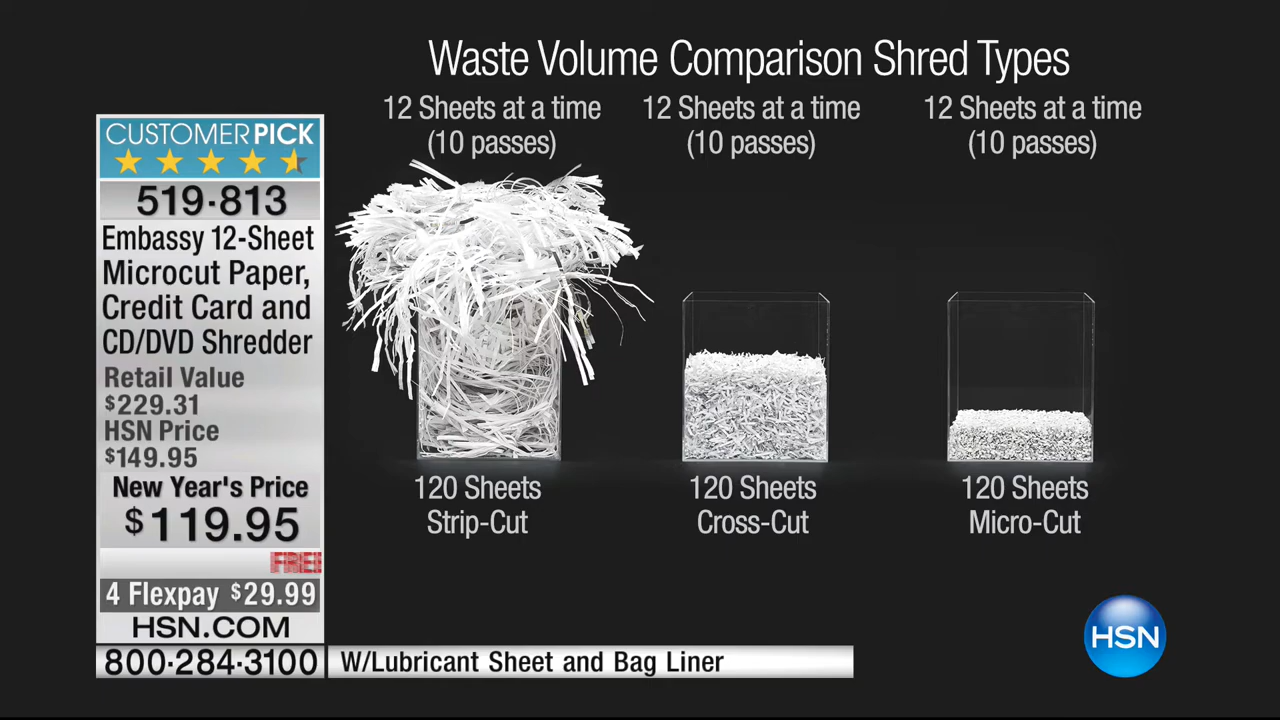 Waste Volume Comparison Shred Types
12 Sheets at a time
(10 passes)
12 Sheets at a time
(10 passes)
12 Sheets at a time
(10 passes)
120 Sheets
Strip-Cut
120 Sheets
Cross-Cut
120 Sheets
Micro-Cut
CUSTOMER PICK
519·813
Embassy 12-Sheet
Microcut Paper,
Credit Card and
CD/DVD Shredder
Retail Value
$229.31
HSN Price
$149.95
New Year's Price
$119.95
4 Flexpay $29.99
HSN.COM
800·284·3100
W/Lubricant Sheet and Bag Liner
HSN